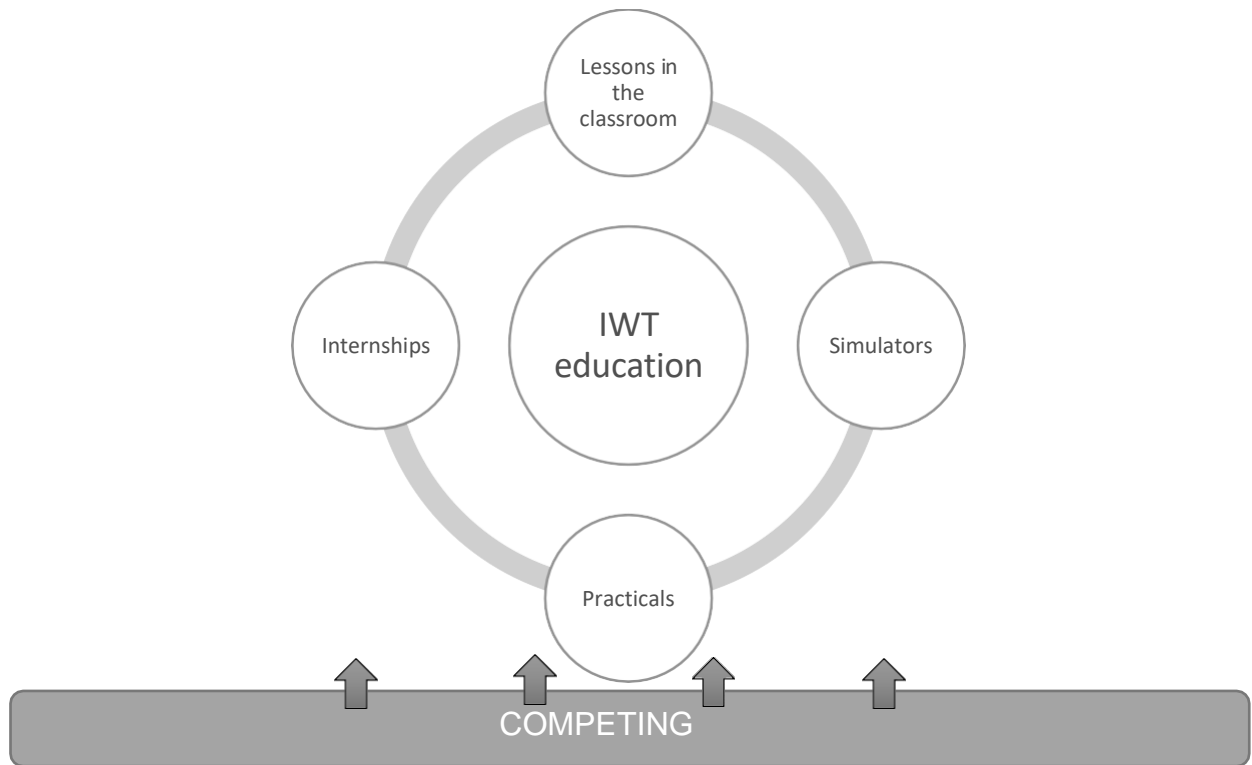 Lessons in
the
classroom
Internships
IWT
education
Simulators
Practicals
COMPETING